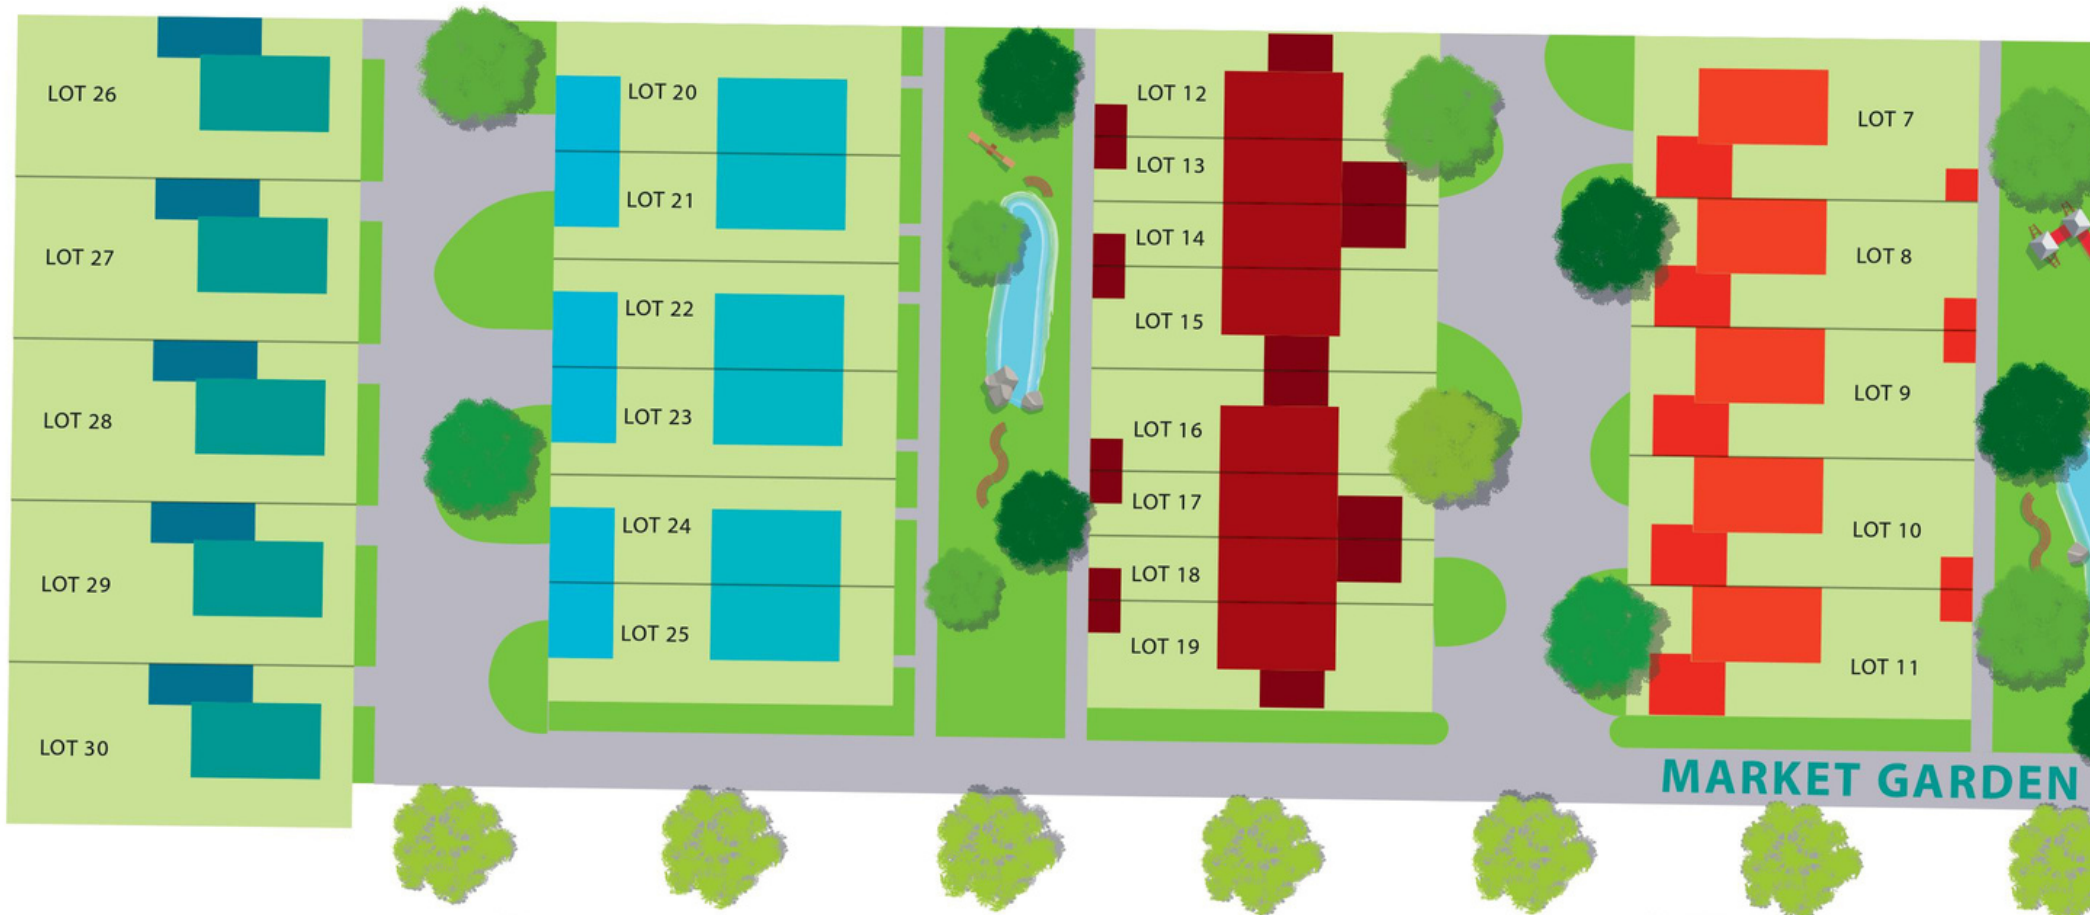 LOT 26
LOT 27
LOT 28
LOT 29
LOT 30
LOT 20
LOT 21
LOT 22
LOT 23
LOT 24
LOT 25
LOT 12
LOT 13
LOT 14
LOT 15
LOT 16
LOT 17
LOT 18
LOT 19
LOT 7
LOT 8
LOT 9
LOT 10
LOT 11
MARKET GARDEN